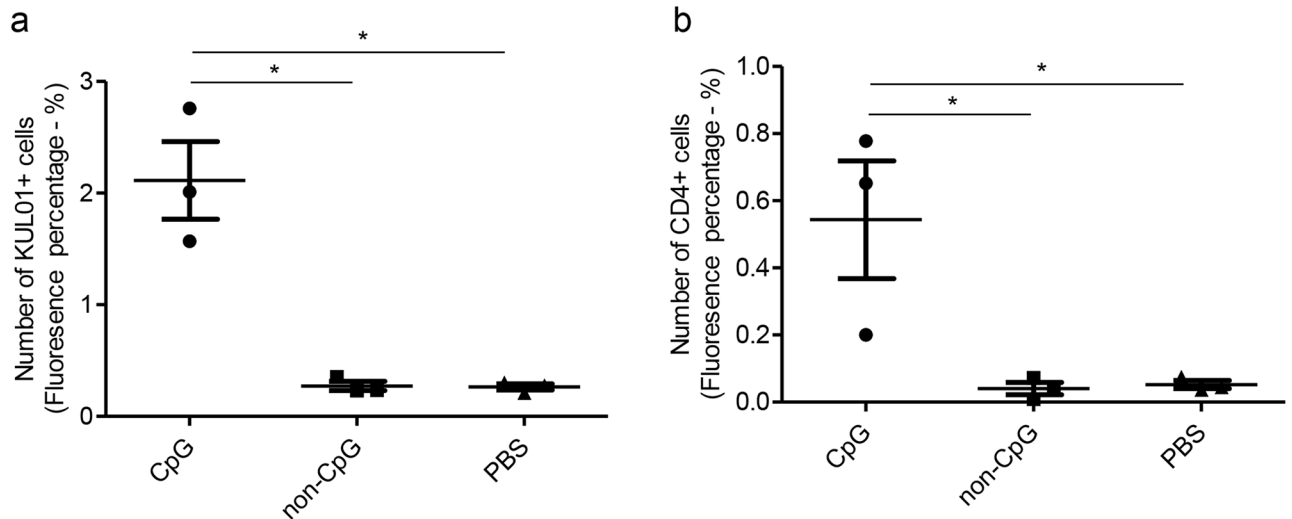 a
*
*
3
2
1
0
Number of KUL01+ cells
(Fluoresence percentage - %)
CpG
non-CpG
PBS
b
*
*
1.0
0.8
0.6
0.4
0.2
0.0
Number of CD4+ cells
(Fluoresence percentage - %)
CpG
non-CpG
PBS